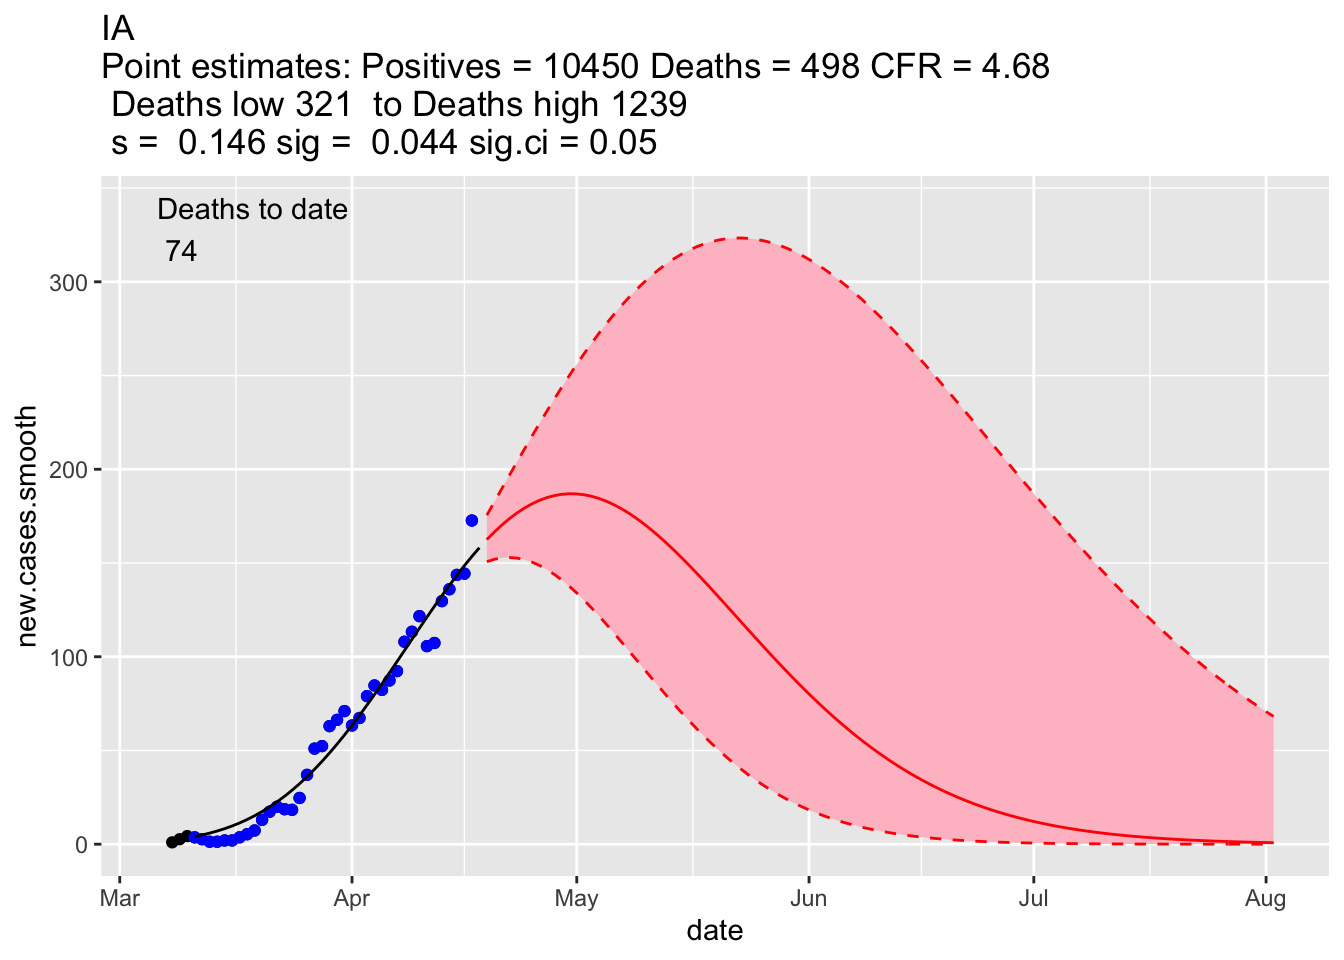 IA
Point estimates: Positives = 10450 Deaths = 498 CFR = 4.68
Deaths low 321  to Deaths high 1239
s =  0.146 sig =  0.044 sig.ci = 0.05
Deaths to date
74
300
200
100
0
new.cases.smooth
Mar Apr May Jun Jul Aug
date